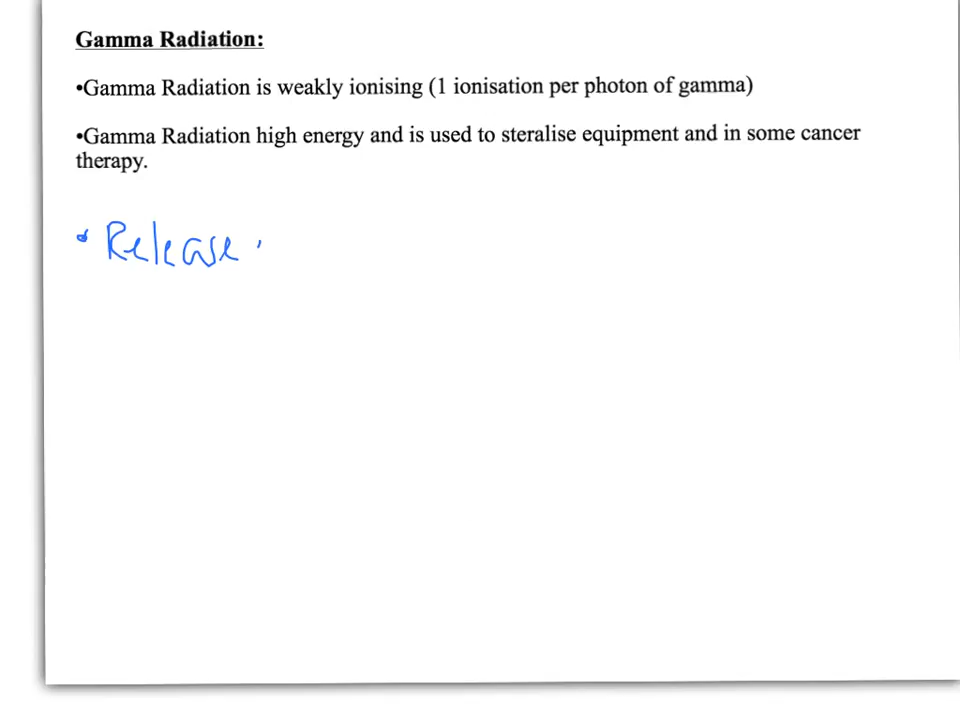 Gamma Radiation:
•Gamma Radiation is weakly ionising (1 ionisation per photon of gamma)
•Gamma Radiation high energy and is used to steralise equipment and in some cancer
therapy.
• Release